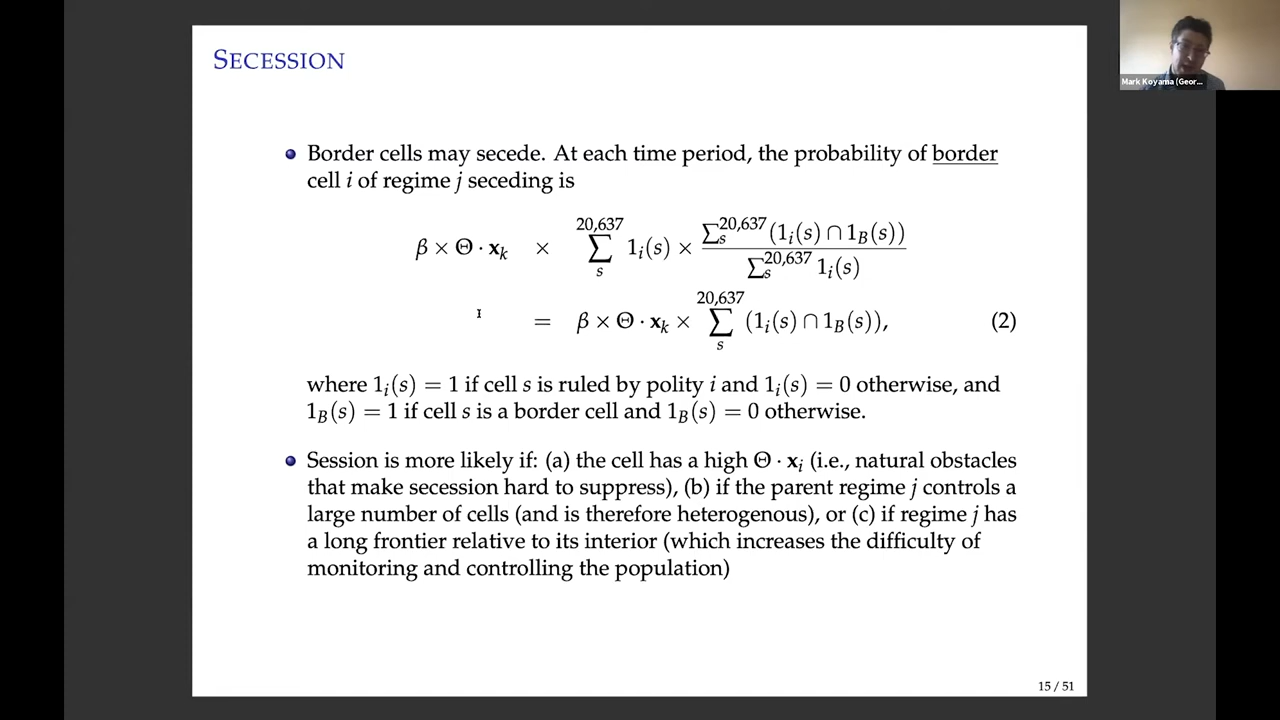 SECESSION
Mark Koyama (Geor...
Border cells may secede. At each time period, the probability of border
cell i of regime j seceding is
β × Θ · x_k × ∑_s^{20,637} 1_i(s) × ∑_s^{20,637} (1_i(s) ∩ 1_B(s)) / ∑_s^{20,637} 1_i(s)
= β × Θ · x_k × ∑_s^{20,637} (1_i(s) ∩ 1_B(s)), (2)
where 1_i(s) = 1 if cell s is ruled by polity i and 1_i(s) = 0 otherwise, and
1_B(s) = 1 if cell s is a border cell and 1_B(s) = 0 otherwise.
Session is more likely if: (a) the cell has a high Θ · x_i (i.e., natural obstacles
that make secession hard to suppress), (b) if the parent regime j controls a
large number of cells (and is therefore heterogenous), or (c) if regime j has
a long frontier relative to its interior (which increases the difficulty of
monitoring and controlling the population)
15 / 51